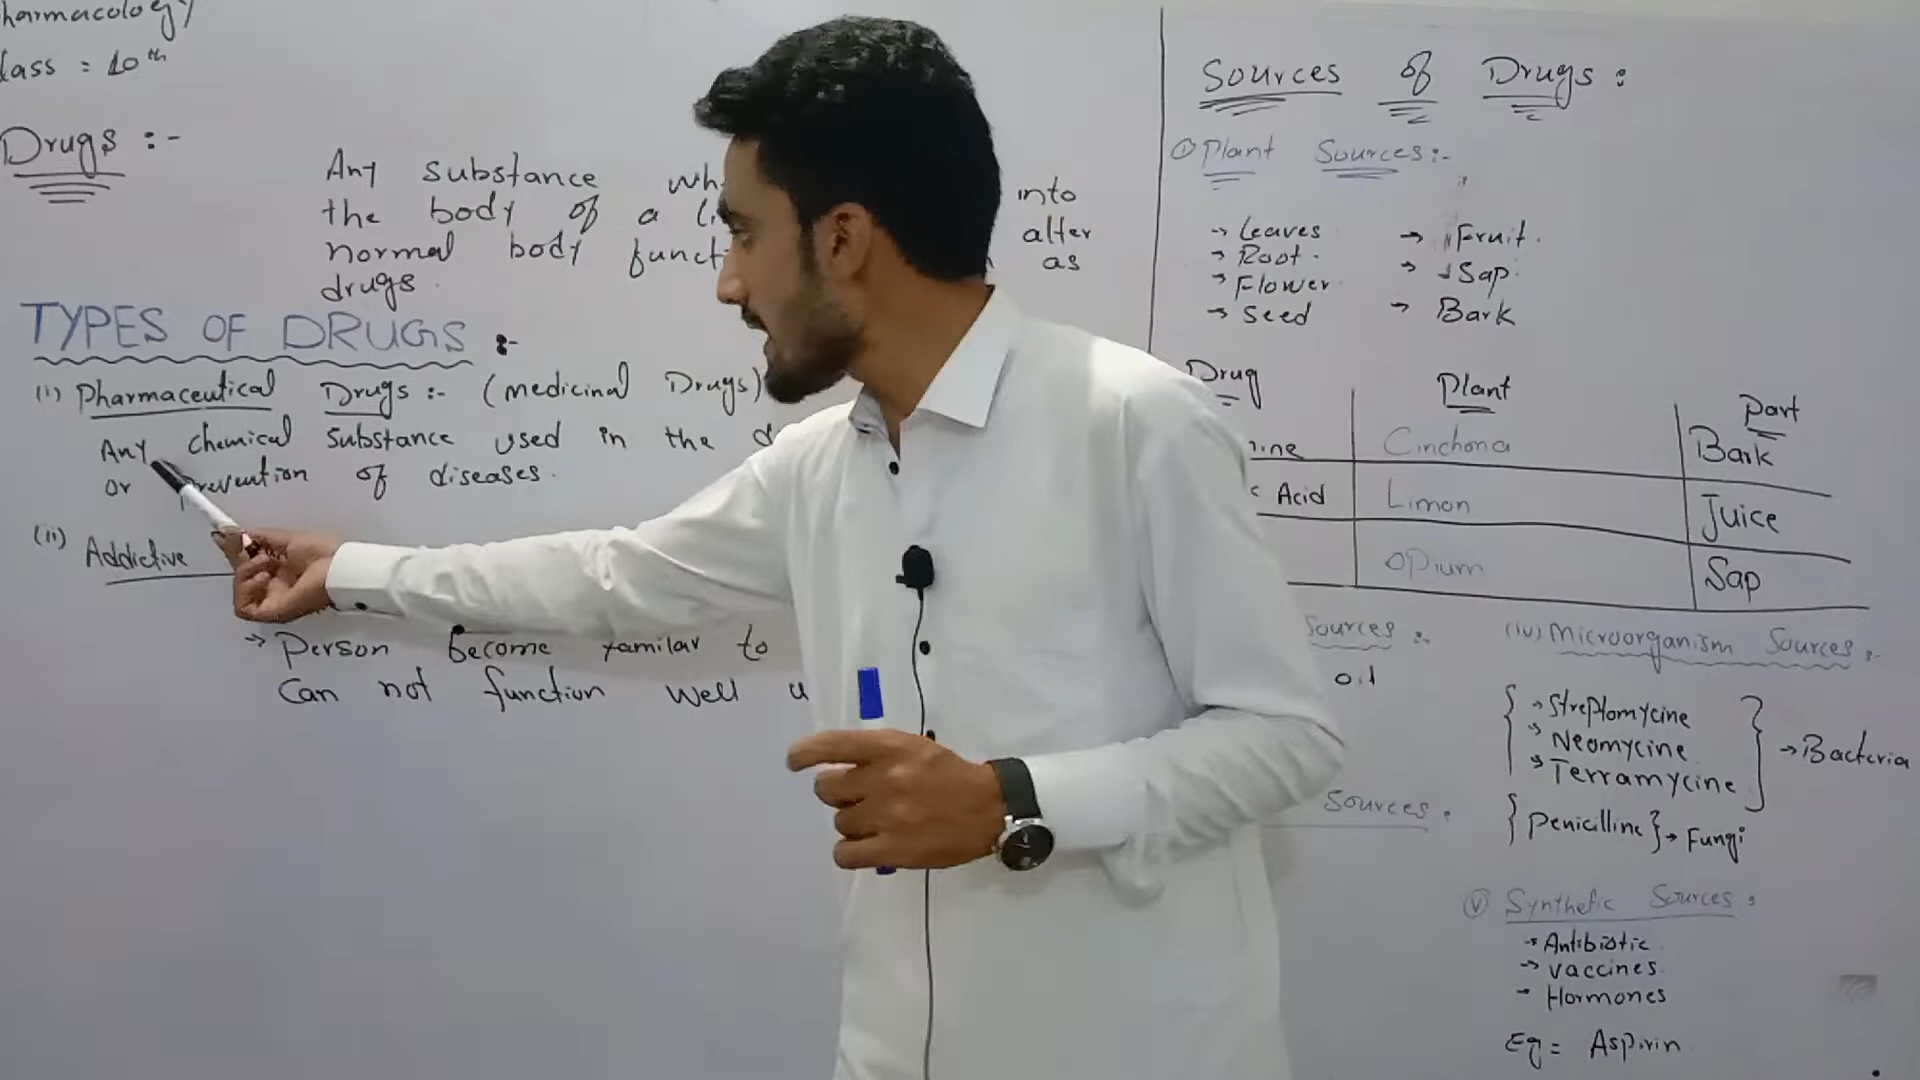 harmacology
lass : 10th
Drugs :-
Any substance wh into
the body of a li alter
normal body funct as
drugs.
TYPES OF DRUGS :-
(i) Pharmaceutical Drugs :- (medicinal Drugs)
Any chemical substance used in the d
or prevention of diseases.
(ii) Addictive
→ Person become familar to
Can not function well u
Sources of Drugs :
① Plant Sources:-
→ Leaves → Fruit.
→ Root. → Sap.
→ Flower.
→ Seed → Bark
Drug Plant Part
nine Cinchona Bark
c Acid Limon Juice
Opium Sap
Sources :-
oil
Sources :
(iv) Microorganism Sources :-
{ → Streptomycine
→ Neomycine
→ Terramycine } → Bacteria
{ Penicilline } → Fungi
(v) Synthetic Sources :
→ Antibiotic.
→ Vaccines.
- Hormones
Eg = Aspirin